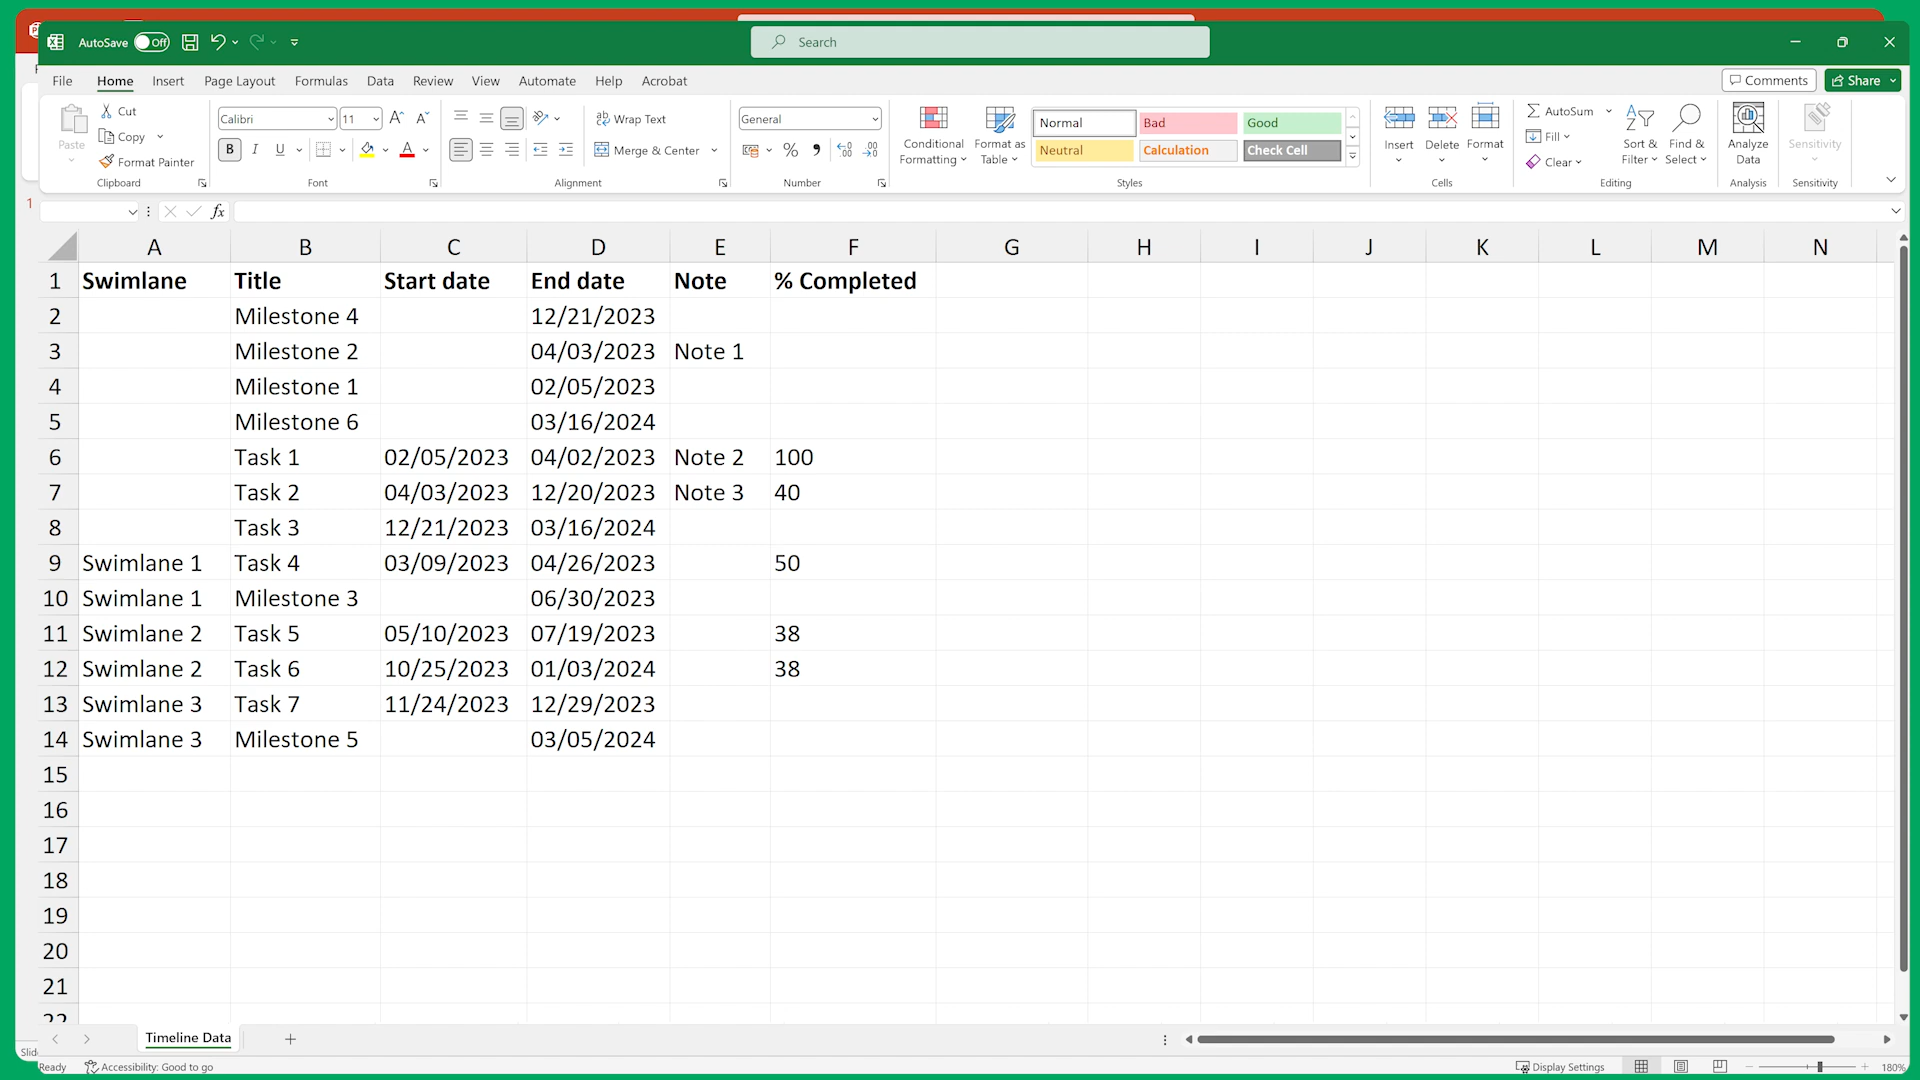 AutoSave Off Search
File Home Insert Page Layout Formulas Data Review View Automate Help Acrobat Comments Share
Paste Cut Copy Format Painter Clipboard
Calibri 11 B I U Font
Wrap Text Merge & Center Alignment
General % Number
Conditional Formatting Format as Table Normal Bad Good
Neutral Calculation Check Cell Styles
Insert Delete Format Cells
AutoSum Fill Clear Sort & Filter Find & Select Editing
Analyze Data Analysis Sensitivity Sensitivity
1 fx
A B C D E F G H I J K L M N
1 Swimlane Title Start date End date Note % Completed
2 Milestone 4 12/21/2023
3 Milestone 2 04/03/2023 Note 1
4 Milestone 1 02/05/2023
5 Milestone 6 03/16/2024
6 Task 1 02/05/2023 04/02/2023 Note 2 100
7 Task 2 04/03/2023 12/20/2023 Note 3 40
8 Task 3 12/21/2023 03/16/2024
9 Swimlane 1 Task 4 03/09/2023 04/26/2023 50
10 Swimlane 1 Milestone 3 06/30/2023
11 Swimlane 2 Task 5 05/10/2023 07/19/2023 38
12 Swimlane 2 Task 6 10/25/2023 01/03/2024 38
13 Swimlane 3 Task 7 11/24/2023 12/29/2023
14 Swimlane 3 Milestone 5 03/05/2024
15
16
17
18
19
20
21
22
Timeline Data
Ready Accessibility: Good to go Display Settings 180%